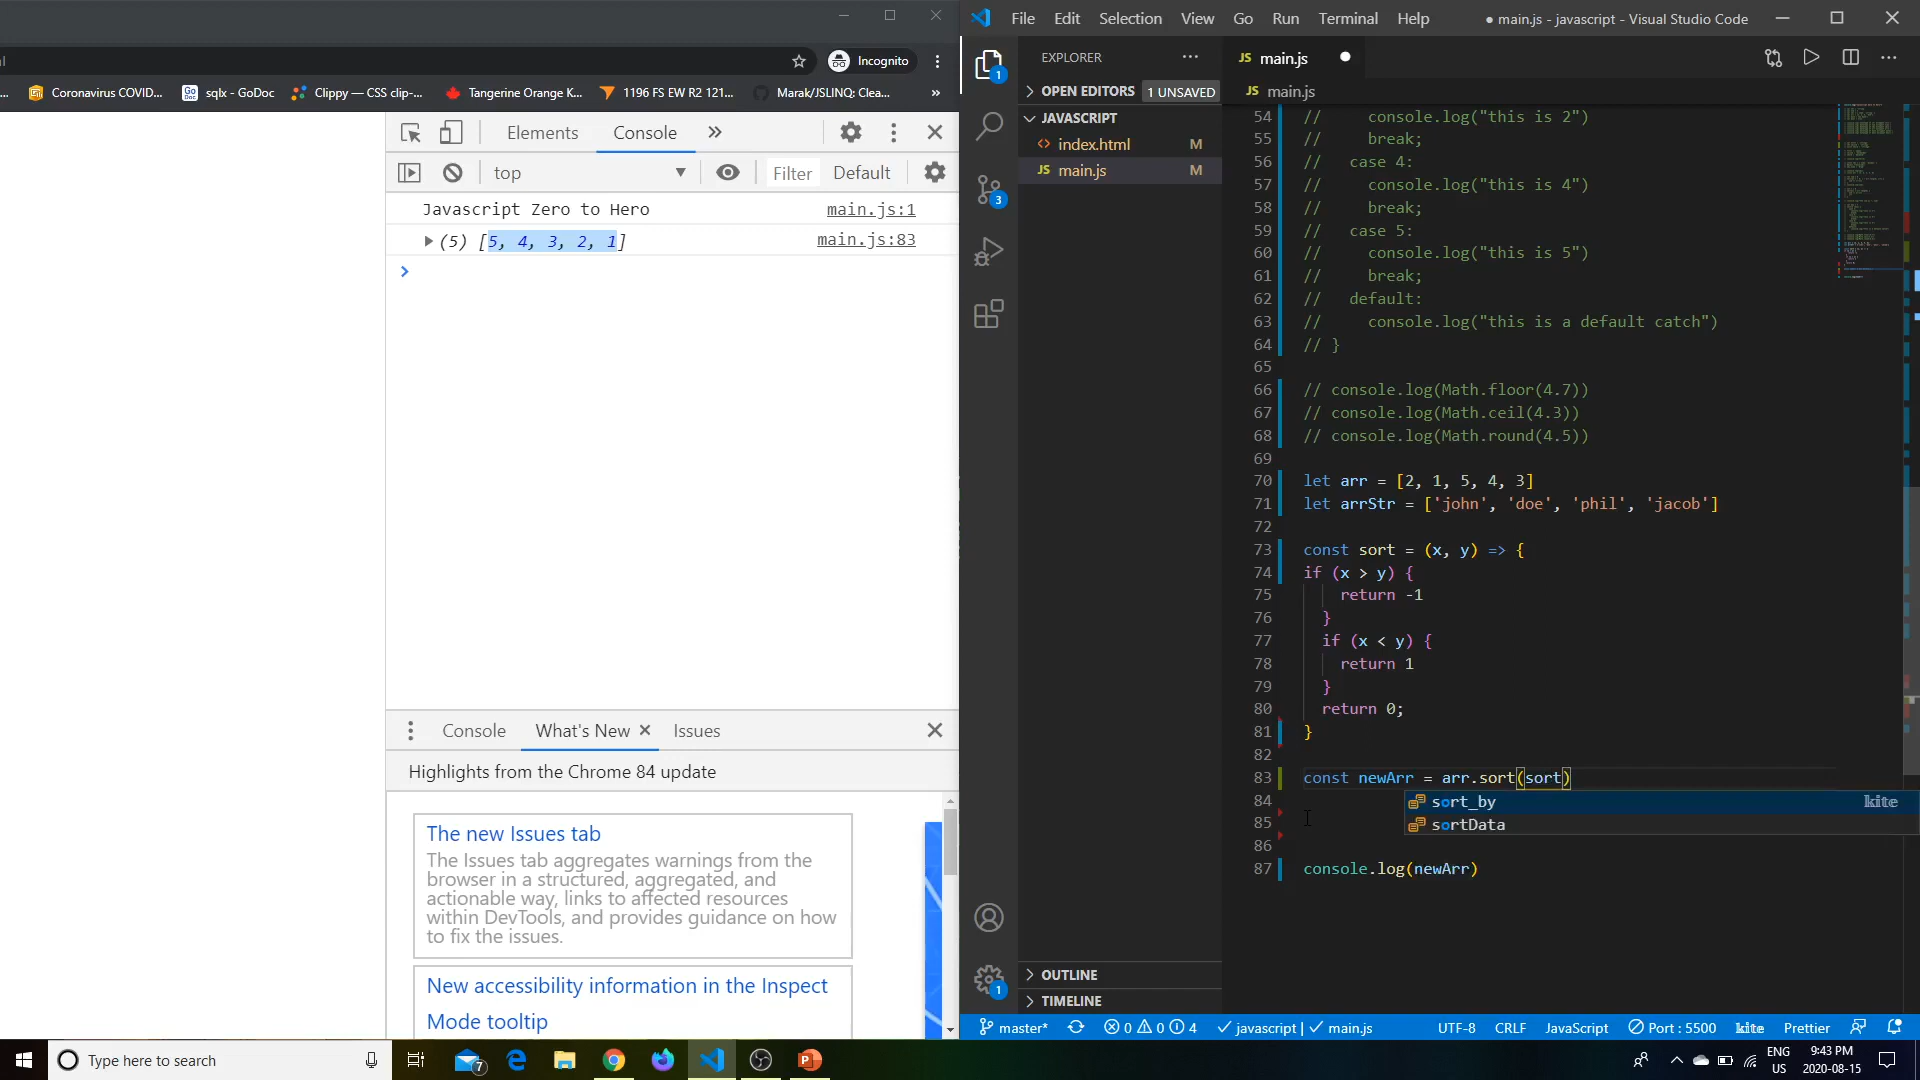 Incognito
Coronavirus COVID...
sqlx - GoDoc
Clippy — CSS clip-...
Tangerine Orange K...
1196 FS EW R2 121...
Marak/JSLINQ: Clea...
»
Elements
Console
»
top
Filter
Default
Javascript Zero to Hero
main.js:1
(5) [5, 4, 3, 2, 1]
main.js:83
Console
What's New
Issues
Highlights from the Chrome 84 update
The new Issues tab
The Issues tab aggregates warnings from the
browser in a structured, aggregated, and
actionable way, links to affected resources
within DevTools, and provides guidance on how
to fix the issues.
New accessibility information in the Inspect
Mode tooltip
File Edit Selection View Go Run Terminal Help
● main.js - javascript - Visual Studio Code
EXPLORER
OPEN EDITORS 1 UNSAVED
JAVASCRIPT
index.html M
JS main.js M
OUTLINE
TIMELINE
1
3
1
JS main.js
JS main.js
54 // console.log("this is 2")
55 // break;
56 // case 4:
57 // console.log("this is 4")
58 // break;
59 // case 5:
60 // console.log("this is 5")
61 // break;
62 // default:
63 // console.log("this is a default catch")
64 // }
65
66 // console.log(Math.floor(4.7))
67 // console.log(Math.ceil(4.3))
68 // console.log(Math.round(4.5))
69
70 let arr = [2, 1, 5, 4, 3]
71 let arrStr = ['john', 'doe', 'phil', 'jacob']
72
73 const sort = (x, y) => {
74 if (x > y) {
75 return -1
76 }
77 if (x < y) {
78 return 1
79 }
80 return 0;
81 }
82
83 const newArr = arr.sort(sort)
84
85
86
87 console.log(newArr)
sort_by kite
sortData
master* 0 0 4 javascript | main.js
UTF-8 CRLF JavaScript Port : 5500 kite Prettier
Type here to search
7
ENG
US
9:43 PM
2020-08-15